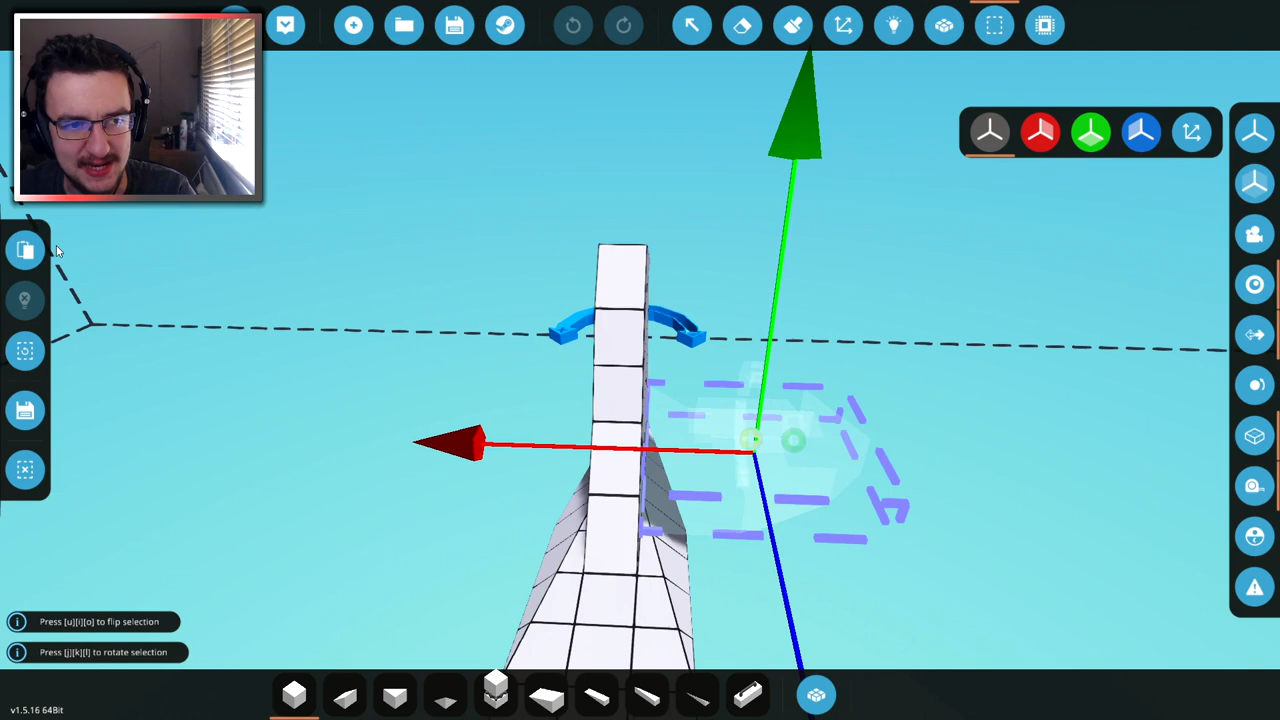 Press [u][i][o] to flip selection
Press [j][k][l] to rotate selection
v1.5.16 64Bit